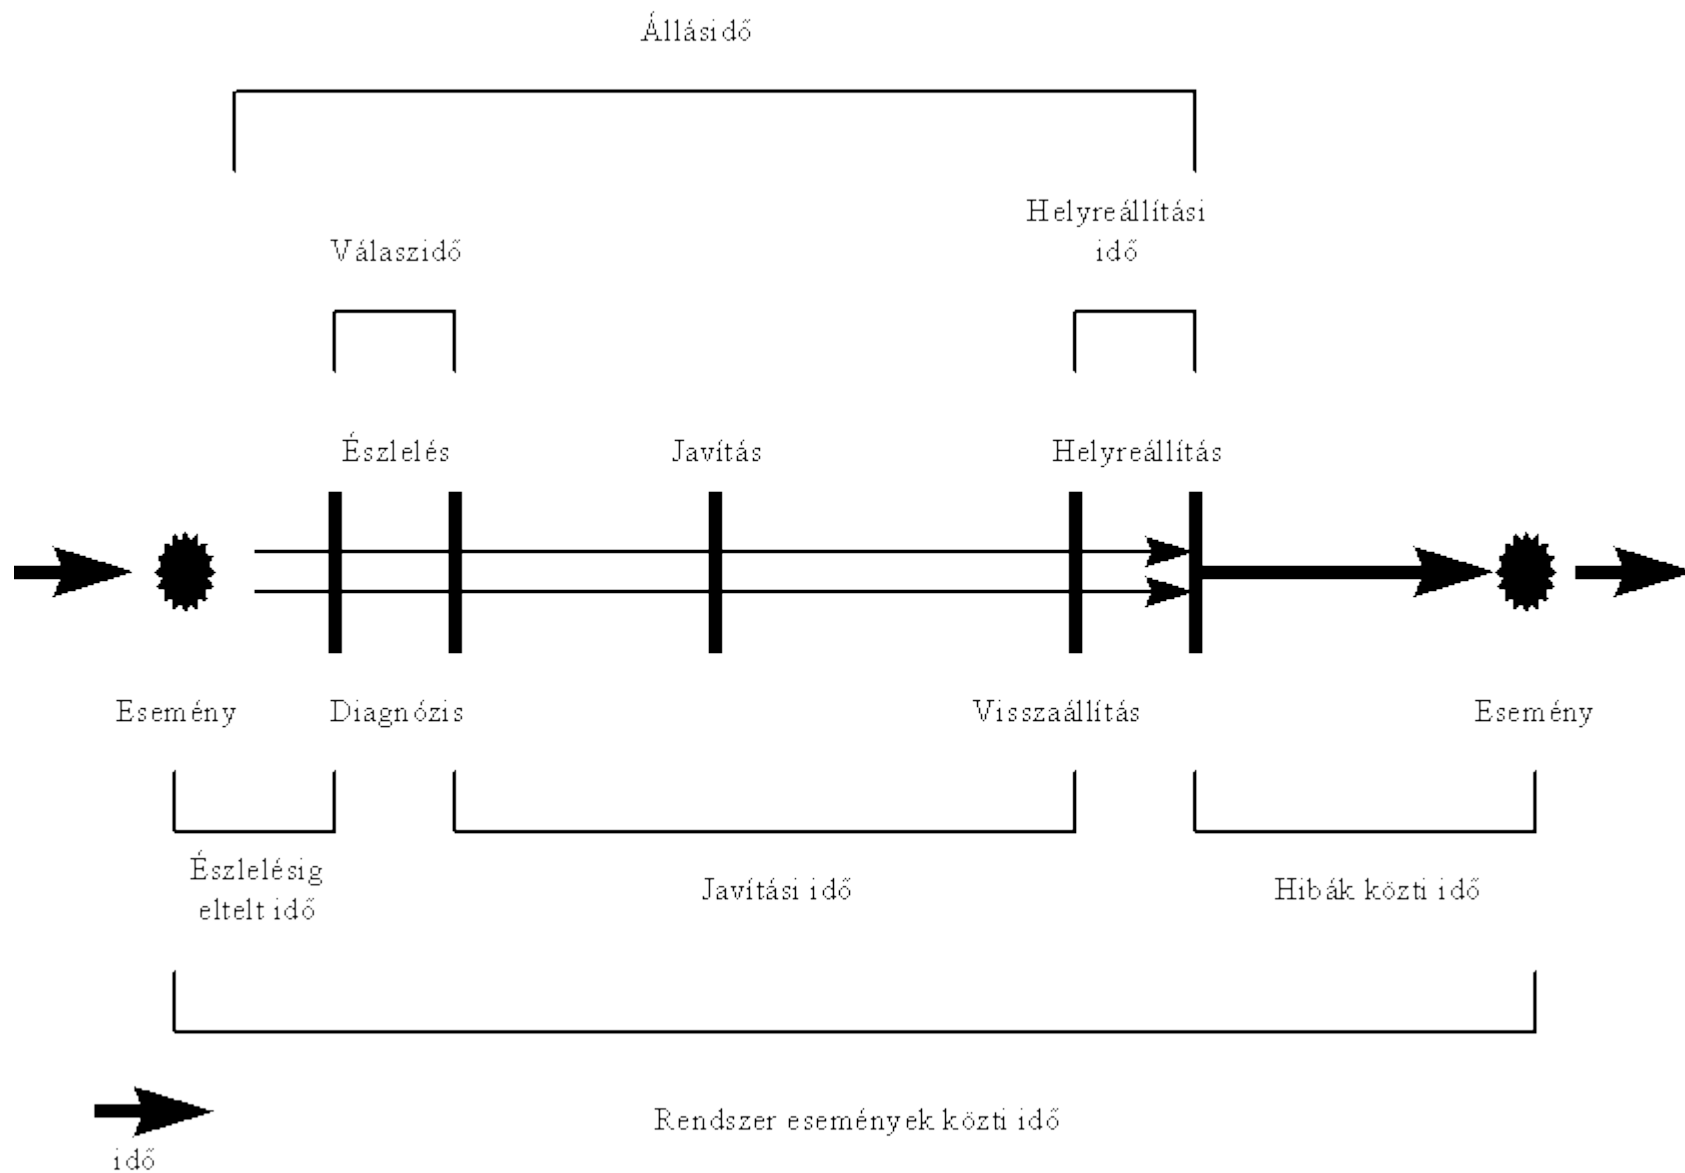 Állásidő
Helyreállítási
idő
Válaszidő
Észlelés
Javítás
Helyreállítás
Esemény
Diagnózis
Visszaállítás
Esemény
Észlelésig
eltelt idő
Javítási idő
Hibák közti idő
Rendszer események közti idő
idő